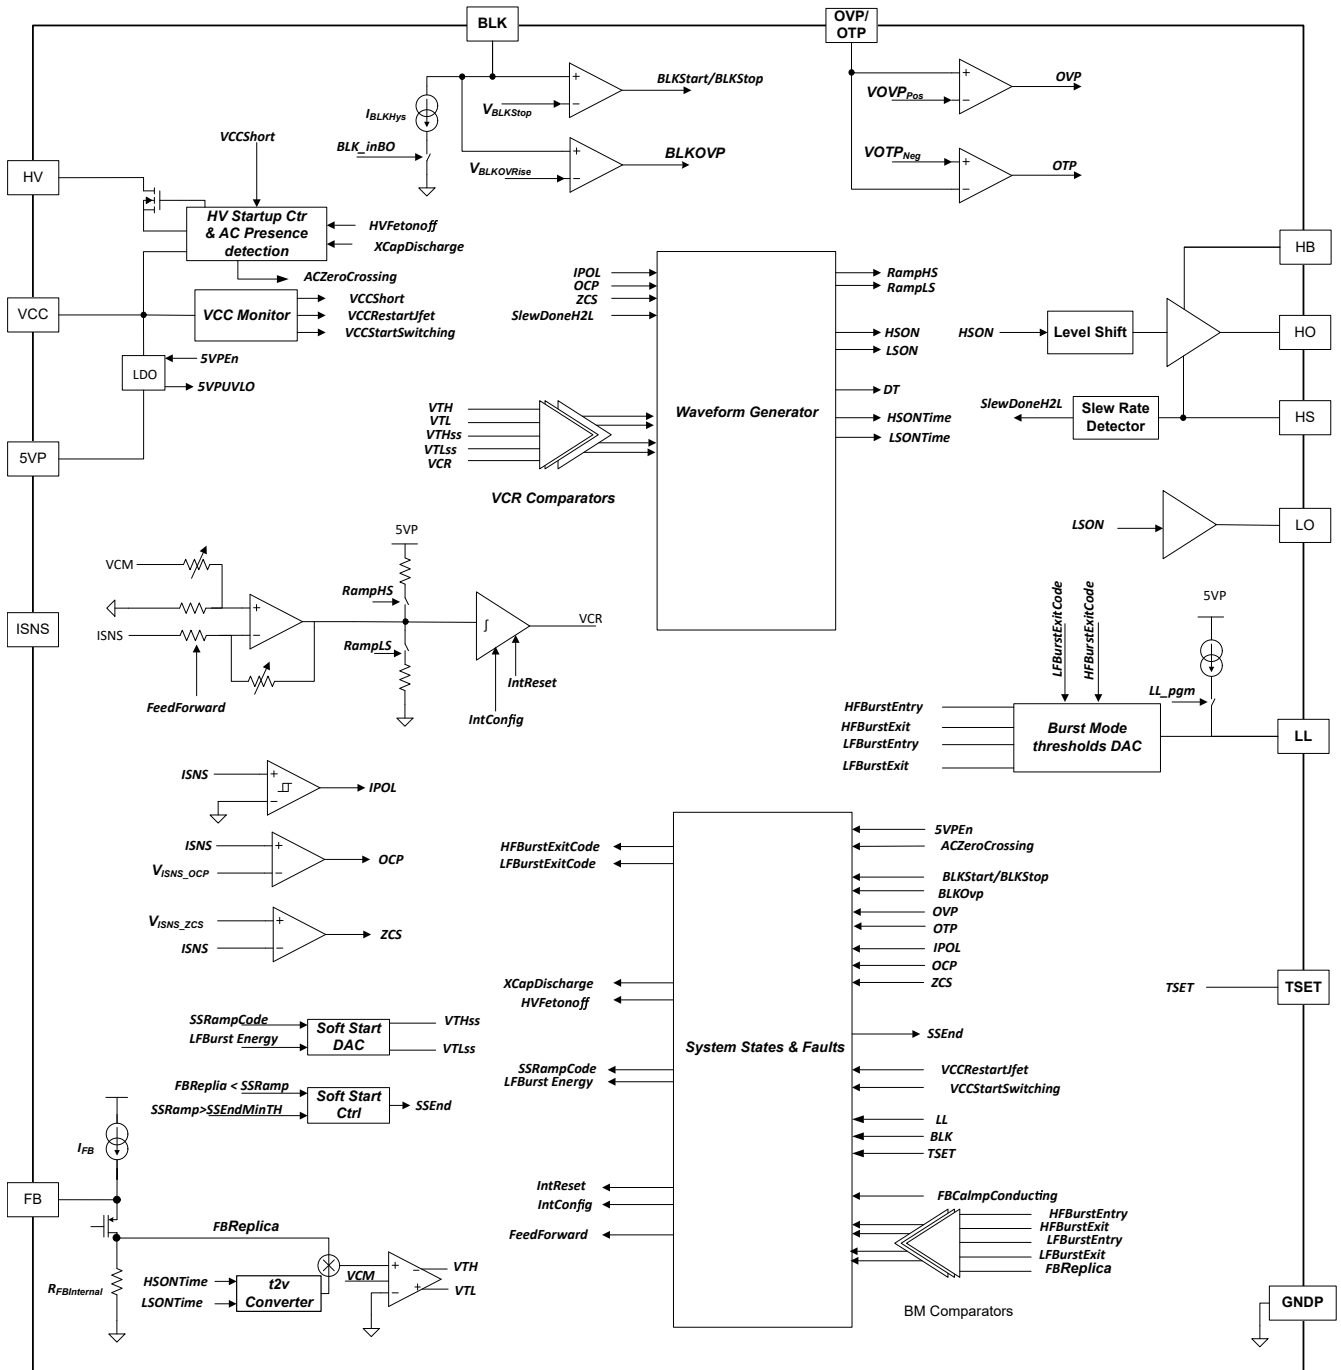 BLK
OVP/
OTP
BLKStart/BLKStop
OVP
VOVPPos
IBLKHys
VBLKStop
VCCShort
BLK_inBO
BLKOVP
VOTPNeg
OTP
VBLKOVRise
HV
HV Startup Ctr
& AC Presence
detection
HVFetonoff
XCapDischarge
ACZeroCrossing
HB
IPOL
OCP
ZCS
SlewDoneH2L
RampHS
RampLS
VCC
VCC Monitor
VCCShort
VCCRestartJfet
VCCStartSwitching
HSON
LSON
HSON
Level Shift
HO
LDO
5VPEn
5VPUVLO
DT
Waveform Generator
HSONTime
LSONTime
SlewDoneH2L
Slew Rate
Detector
HS
VTH
VTL
VTHss
VTLss
VCR
VCR Comparators
5VP
LSON
LO
5VP
VCM
RampHS
ISNS
ISNS
VCR
RampLS
IntReset
FeedForward
IntConfig
LFBurstExitCode
HFBurstExitCode
5VP
LL_pgm
HFBurstEntry
HFBurstExit
LFBurstEntry
LFBurstExit
Burst Mode
thresholds DAC
LL
ISNS
IPOL
ISNS
VISNS_OCP
OCP
VISNS_ZCS
ISNS
ZCS
HFBurstExitCode
LFBurstExitCode
5VPEn
ACZeroCrossing
BLKStart/BLKStop
BLKOvp
OVP
OTP
IPOL
OCP
ZCS
XCapDischarge
HVFetonoff
TSET
TSET
SSRampCode
LFBurst Energy
Soft Start
DAC
VTHss
VTLss
System States & Faults
SSEnd
SSRampCode
LFBurst Energy
VCCRestartJfet
VCCStartSwitching
FBReplia < SSRamp
SSRamp>SSEndMinTH
Soft Start
Ctrl
SSEnd
LL
BLK
TSET
IFB
FB
IntReset
IntConfig
FeedForward
FBCalmpConducting
HFBurstEntry
HFBurstExit
LFBurstEntry
LFBurstExit
FBReplica
BM Comparators
FBReplica
RFBInternal
HSONTime
LSONTime
t2v
Converter
VCM
VTH
VTL
GNDP